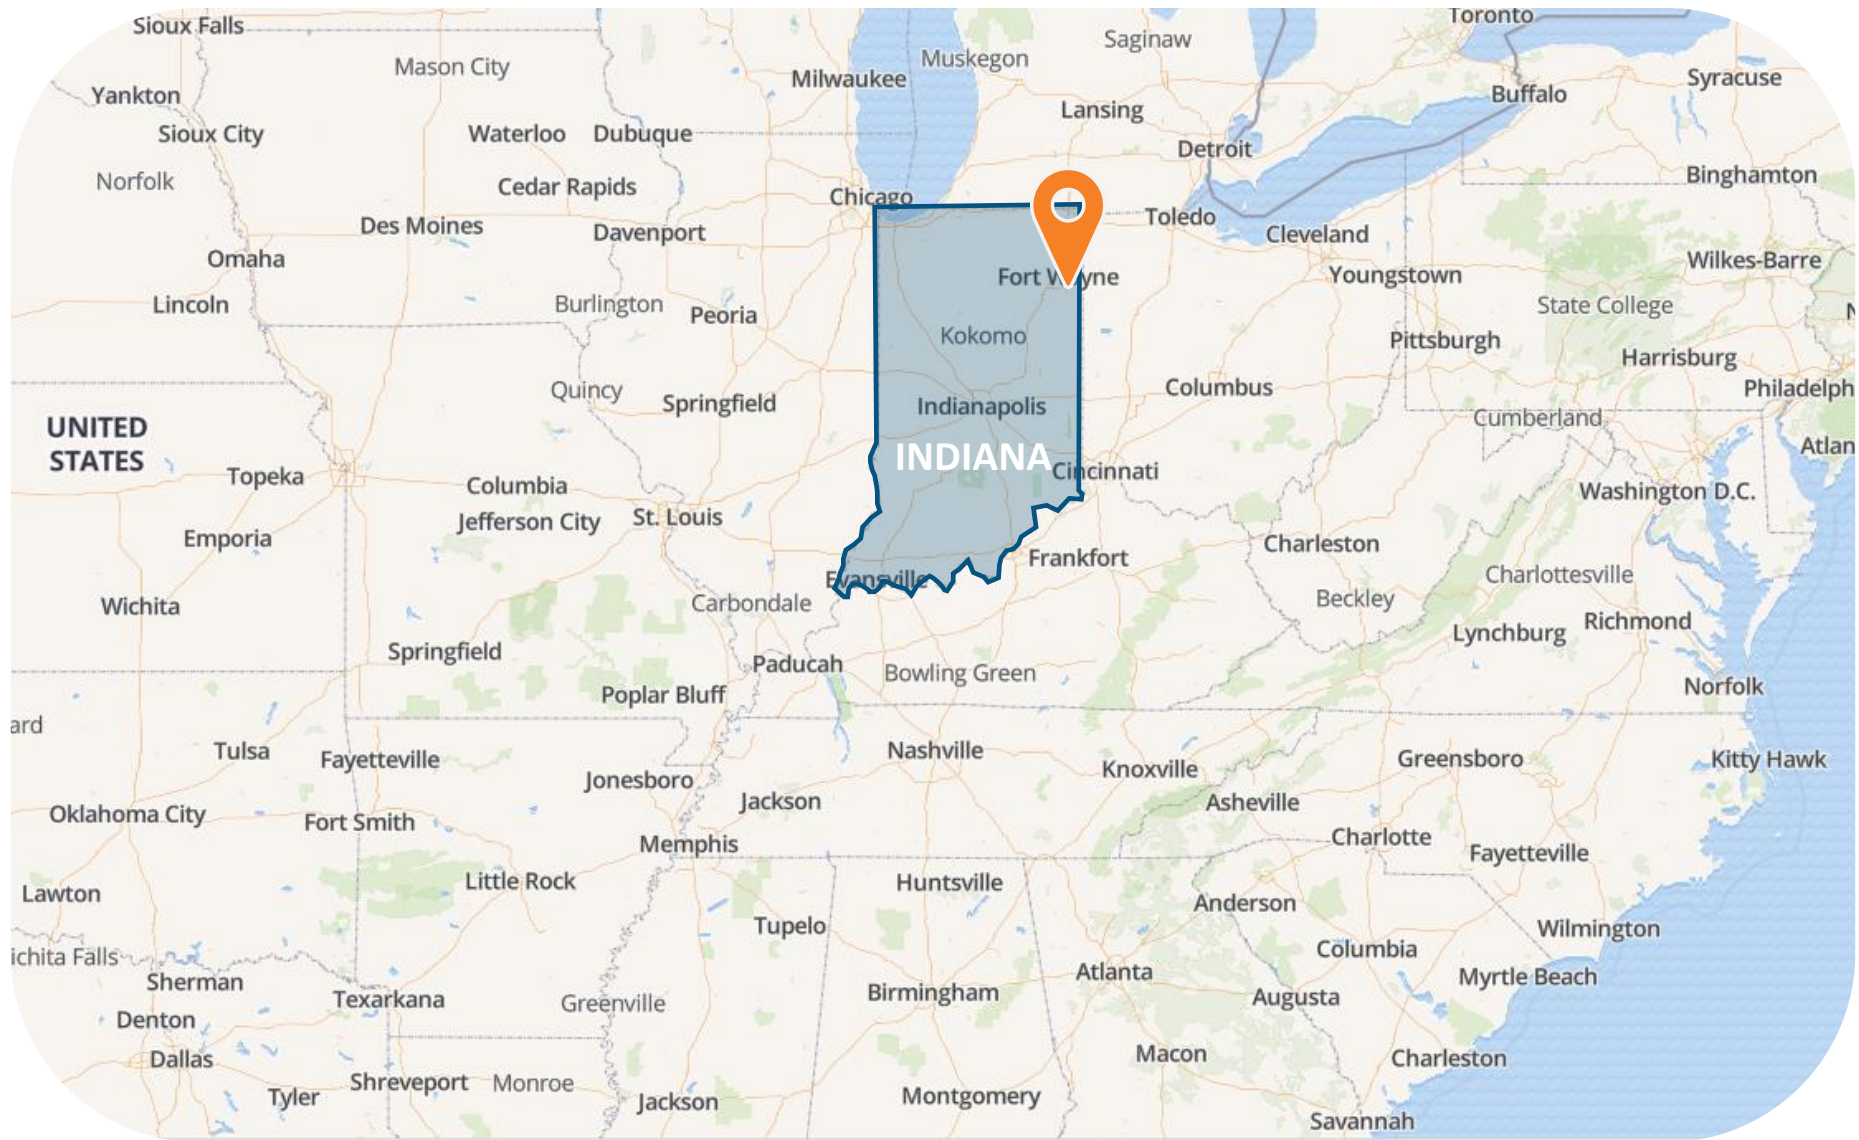 Sioux Falls
Toronto
Saginaw
Muskegon
Mason City
Milwaukee
Syracuse
Yankton
Buffalo
Lansing
Sioux City
Waterloo
Dubuque
Detroit
Binghamton
Norfolk
Cedar Rapids
Chicago
Toledo
Des Moines
Davenport
Cleveland
Omaha
Wilkes-Barre
Fort W yne
Youngstown
Lincoln
Burlington
Peoria
State College
N
Kokomo
Pittsburgh
Harrisburg
Quincy
Springfield
Columbus
Philadelph
Indianapolis
Cumberland
UNITED
STATES
Atlan
INDIANA
Cincinnati
Topeka
Columbia
Washington D.C.
Jefferson City
St. Louis
Emporia
Charleston
Frankfort
Evansville
Charlottesville
Wichita
Carbondale
Beckley
Richmond
Lynchburg
Springfield
Paducah
Bowling Green
Poplar Bluff
Norfolk
ard
Tulsa
Fayetteville
Nashville
Greensboro
Kitty Hawk
Jonesboro
Knoxville
Jackson
Asheville
Oklahoma City
Fort Smith
Charlotte
Memphis
Fayetteville
Lawton
Little Rock
Huntsville
Anderson
Tupelo
Wilmington
ichita Falls
Columbia
Sherman
Atlanta
Myrtle Beach
Texarkana
Greenville
Birmingham
Augusta
Denton
Dallas
Macon
Charleston
Tyler
Shreveport
Monroe
Jackson
Montgomery
Savannah